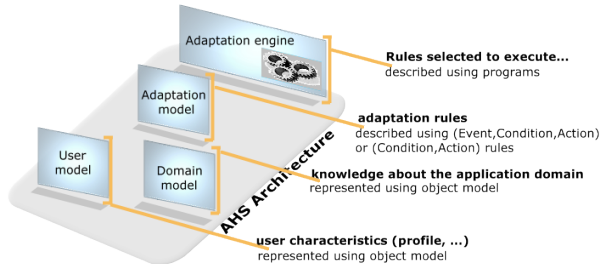 Adaptation engine
Rules selected to execute...
described using programs
Adaptation
model
adaptation rules
described using (Event,Condition,Action)
or (Condition,Action) rules
User
model
Domain
model
knowledge about the application domain
represented using object model
AHS Architecture
user characteristics (profile, ...)
represented using object model